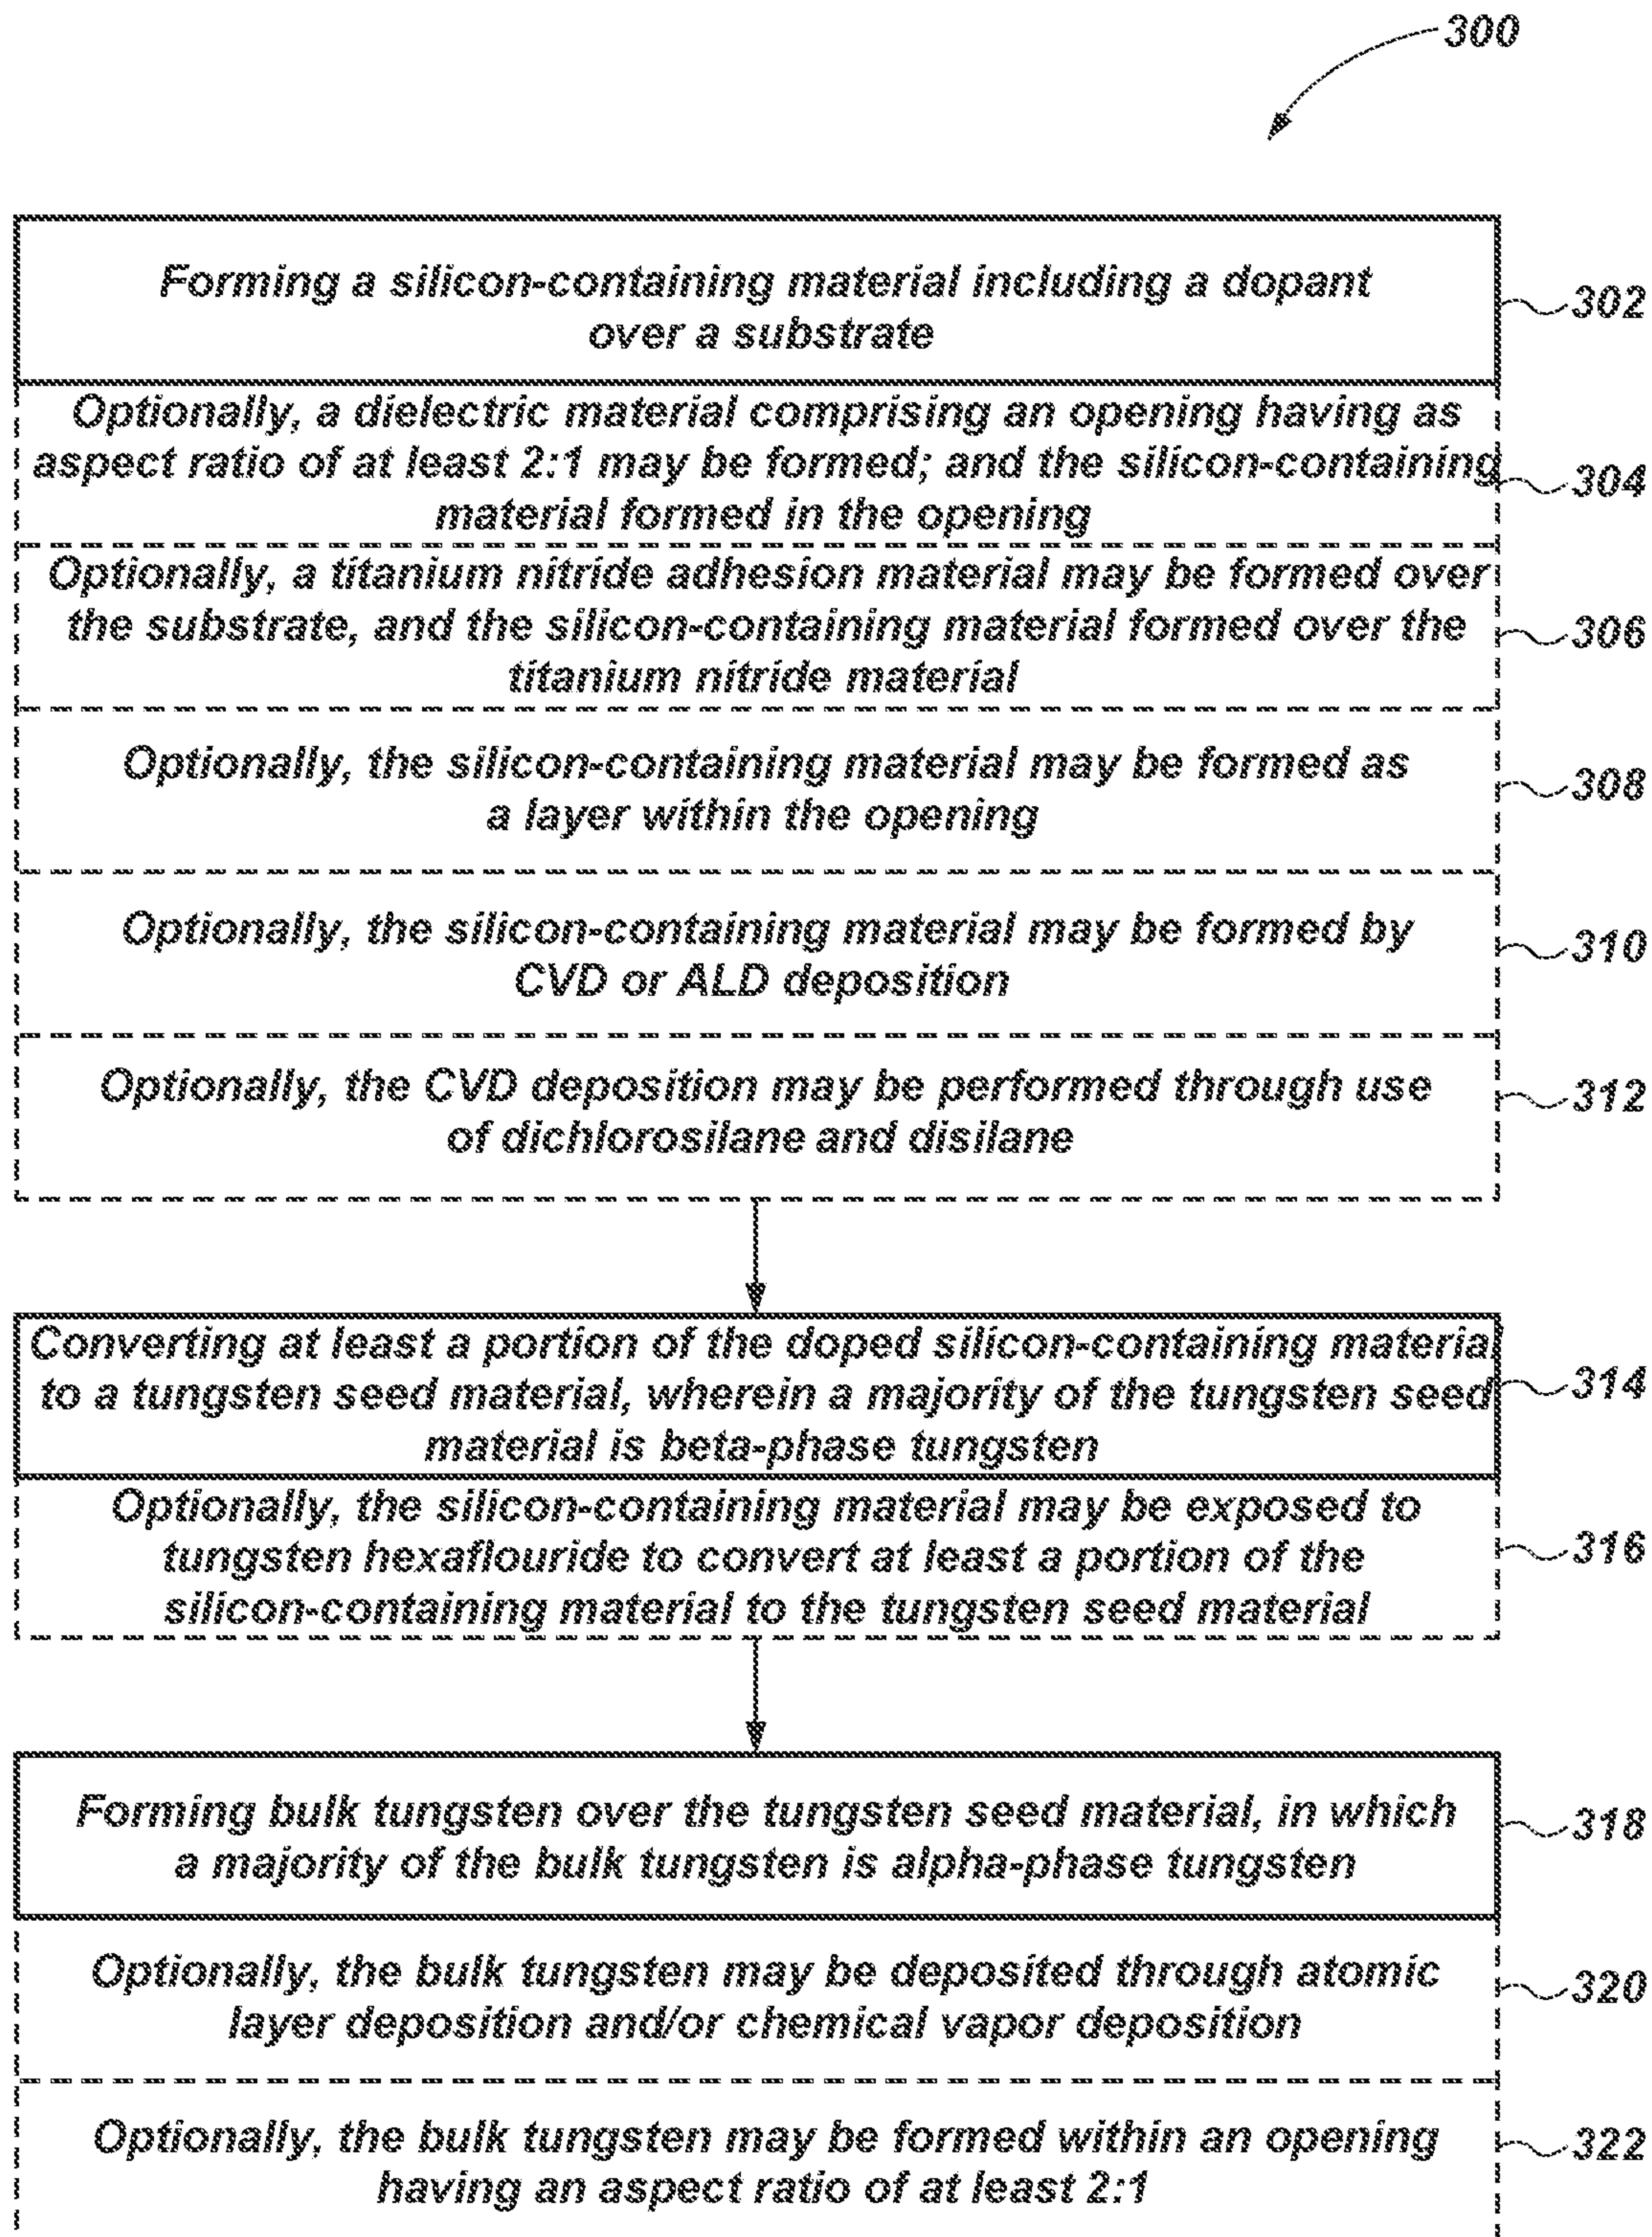 300
Forming a silicon-containing material including a dopant
over a substrate
302
Optionally, a dielectric material comprising an opening having as
aspect ratio of at least 2:1 may be formed; and the silicon-containing
material formed in the opening
304
Optionally, a titanium nitride adhesion material may be formed over
the substrate, and the silicon-containing material formed over the
titanium nitride material
306
Optionally, the silicon-containing material may be formed as
a layer within the opening
308
Optionally, the silicon-containing material may be formed by
CVD or ALD deposition
310
Optionally, the CVD deposition may be performed through use
of dichlorosilane and disilane
312
Converting at least a portion of the doped silicon-containing material
to a tungsten seed material, wherein a majority of the tungsten seed
material is beta-phase tungsten
314
Optionally, the silicon-containing material may be exposed to
tungsten hexaflouride to convert at least a portion of the
silicon-containing material to the tungsten seed material
316
Forming bulk tungsten over the tungsten seed material, in which
a majority of the bulk tungsten is alpha-phase tungsten
318
Optionally, the bulk tungsten may be deposited through atomic
layer deposition and/or chemical vapor deposition
320
Optionally, the bulk tungsten may be formed within an opening
having an aspect ratio of at least 2:1
322